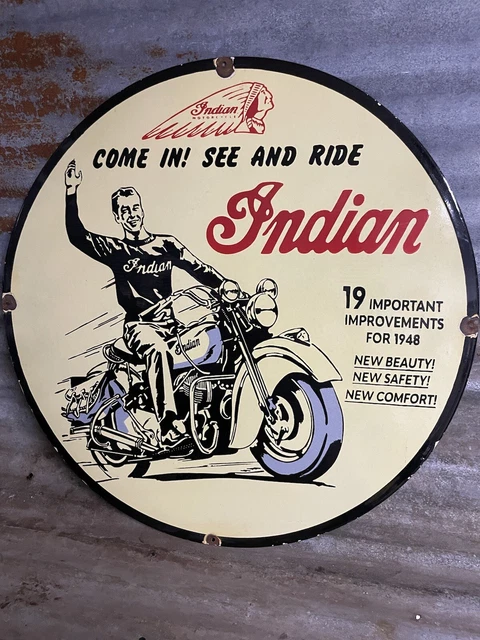 Indian
MOTORCYCLE
COME IN! SEE AND RIDE
Indian
Indian
Indian
19 IMPORTANT
IMPROVEMENTS
FOR 1948
NEW BEAUTY!
NEW SAFETY!
NEW COMFORT!